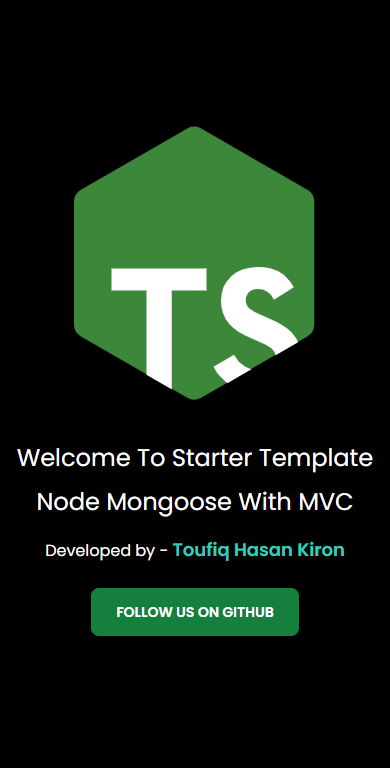 TS
Welcome To Starter Template
Node Mongoose With MVC
Developed by - Toufiq Hasan Kiron
FOLLOW US ON GITHUB